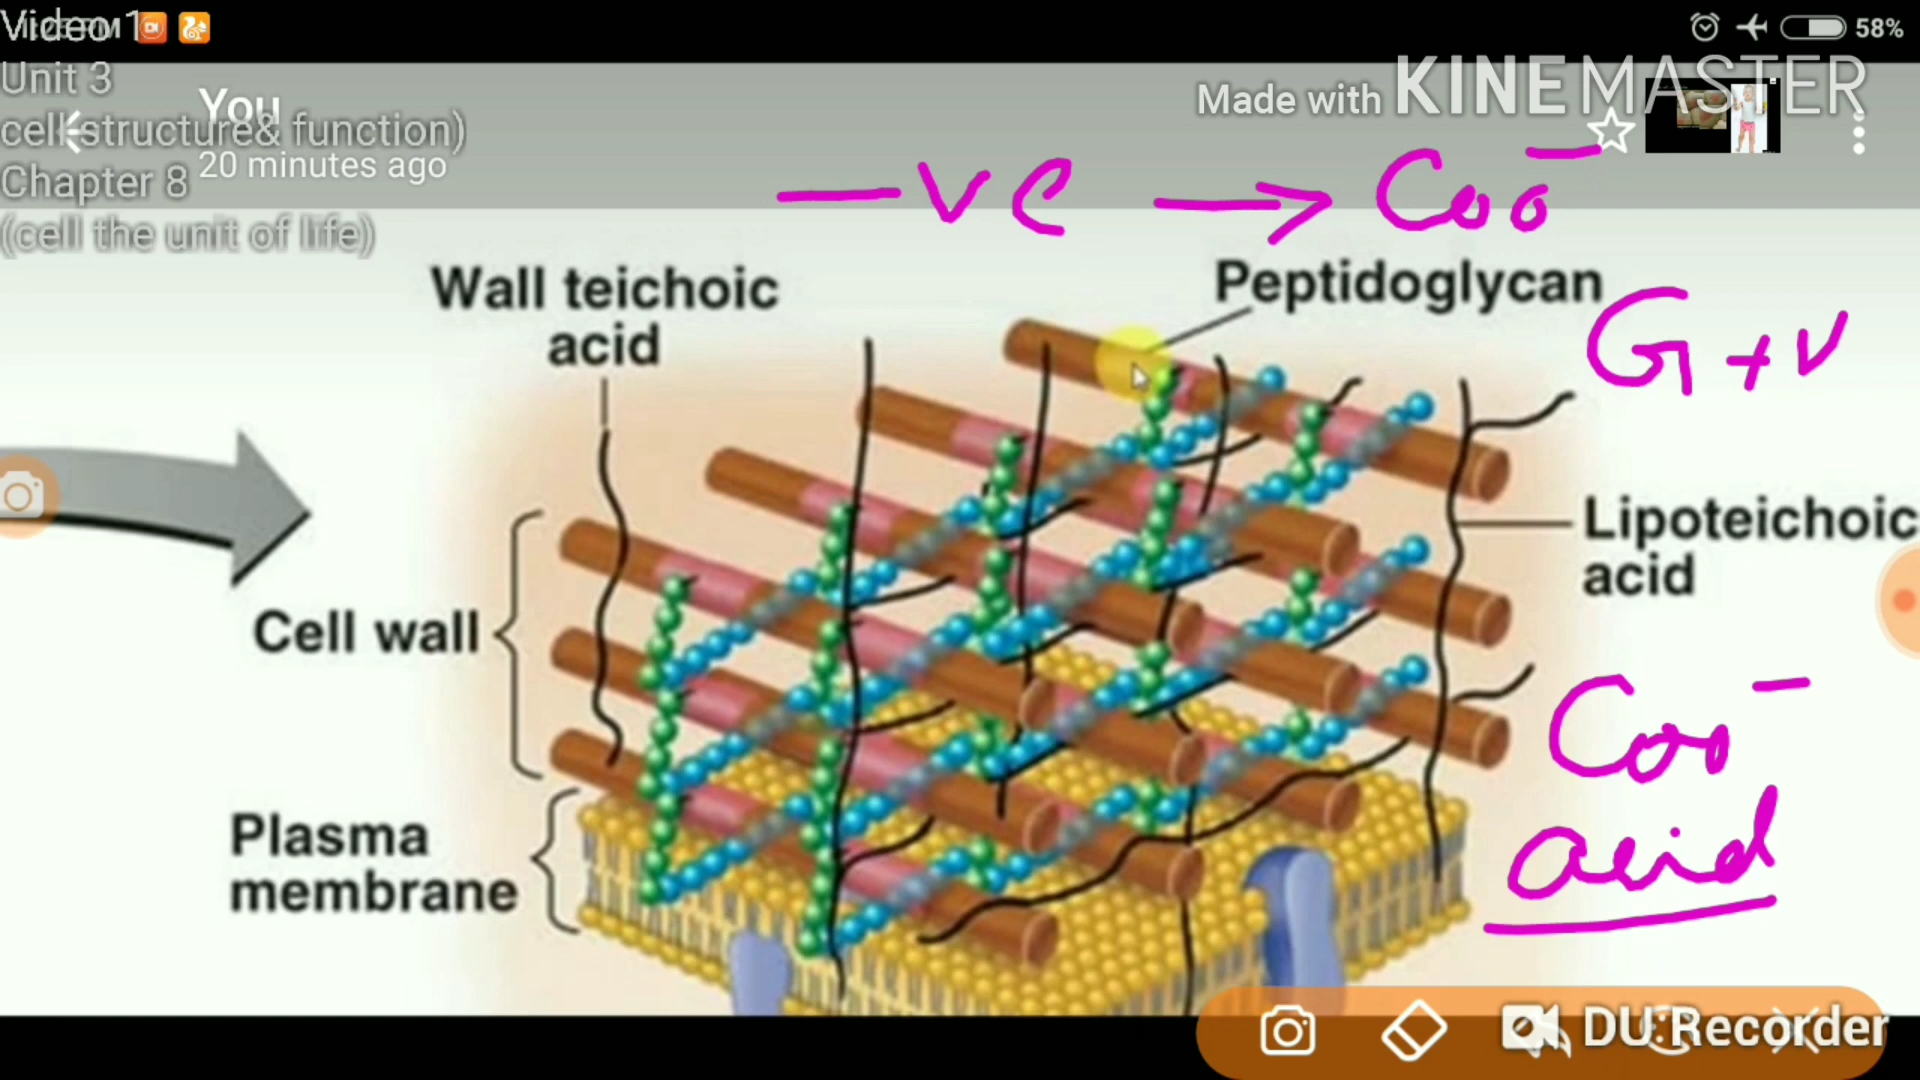 Video 1
58%
Unit 3
You
Made with KINEMASTER
cell structure& function)
20 minutes ago
Chapter 8
(cell the unit of life)
–ve → Coo–
Wall teichoic
acid
Peptidoglycan
G+v
Lipoteichoic
acid
Cell wall
Coo–
acid
Plasma
membrane
DU Recorder